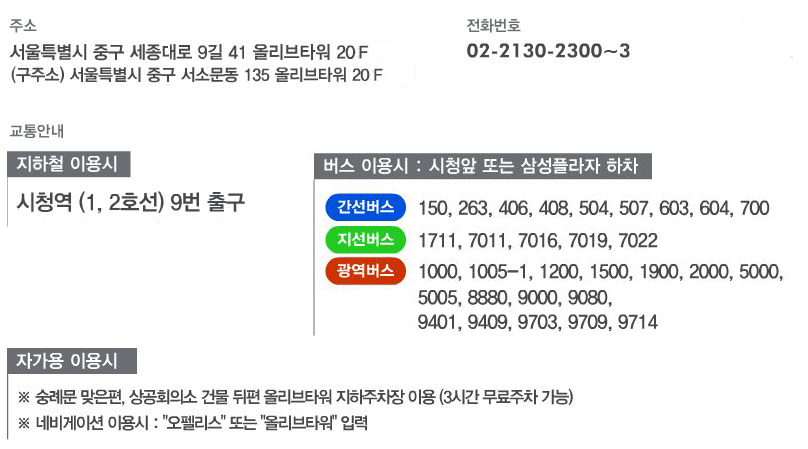 주소
서울특별시 중구 세종대로 9길 41 올리브타워 20 F
(구주소) 서울특별시 중구 서소문동 135 올리브타워 20 F
전화번호
02-2130-2300~3
교통안내
지하철 이용시
시청역 (1, 2호선) 9번 출구
버스 이용시 : 시청앞 또는 삼성플라자 하차
간선버스 150, 263, 406, 408, 504, 507, 603, 604, 700
지선버스 1711, 7011, 7016, 7019, 7022
광역버스 1000, 1005-1, 1200, 1500, 1900, 2000, 5000,
5005, 8880, 9000, 9080,
9401, 9409, 9703, 9709, 9714
자가용 이용시
※ 숭례문 맞은편, 상공회의소 건물 뒤편 올리브타워 지하주차장 이용 (3시간 무료주차 가능)
※ 네비게이션 이용시 : "오펠리스" 또는 "올리브타워" 입력